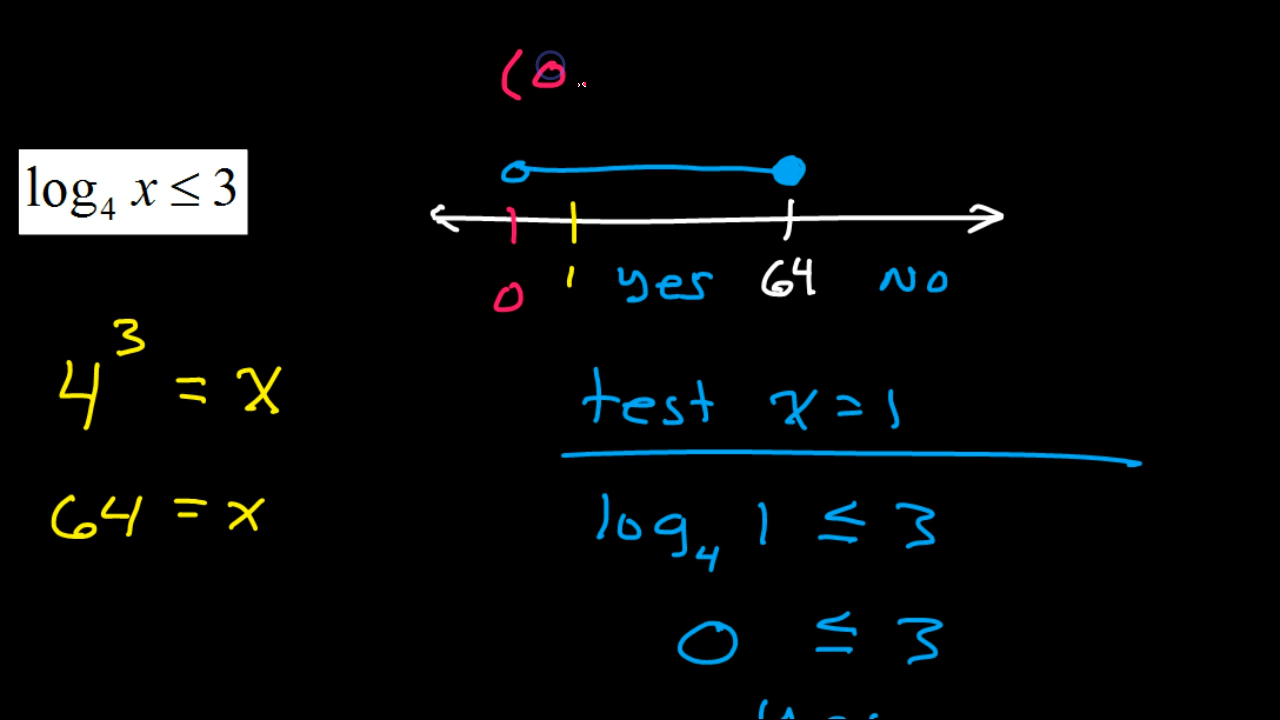 (0,
log₄ x ≤ 3
0 1 yes 64 No
4³ = x
64 = x
test x = 1
log₄ 1 ≤ 3
0 ≤ 3